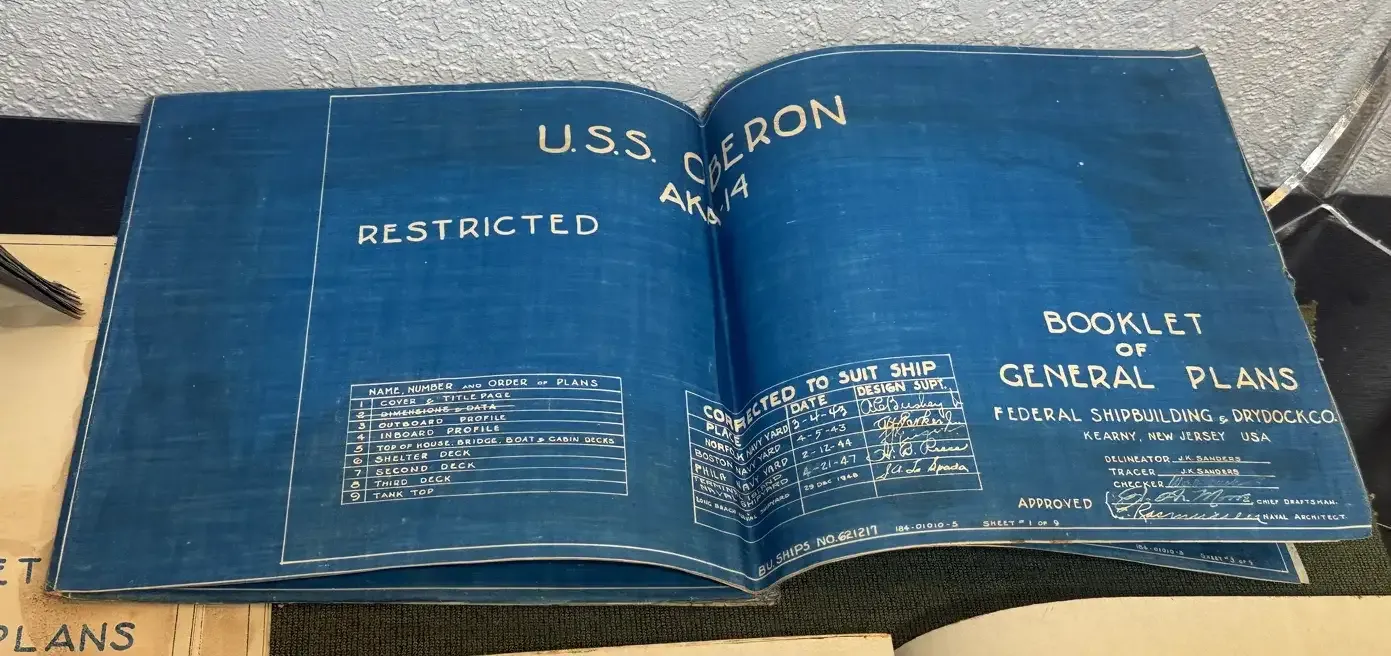 U.S.S. OBERON
AKA-14
RESTRICTED
NAME, NUMBER AND ORDER OF PLANS
1 COVER & TITLE PAGE
2 DIMENSIONS & DATA
3 OUTBOARD PROFILE
4 INBOARD PROFILE
5 TOP OF HOUSE, BRIDGE, BOAT & CABIN DECKS
6 SHELTER DECK
7 SECOND DECK
8 THIRD DECK
9 TANK TOP
CORRECTED TO SUIT SHIP
PLACE DATE DESIGN SUPT.
NORFOLK NAVY YARD 3-4-43
BOSTON NAVY YARD 4-5-43
PHILA NAVY YARD 2-12-44
TERMINAL ISLAND
NAVAL SHIPYARD 4-21-47
LONG BEACH NAVAL SHIPYARD 29 DEC 1948
BU. SHIPS NO. 621217 184-01010-5 SHEET #1 OF 9
BOOKLET
OF
GENERAL PLANS
FEDERAL SHIPBUILDING & DRYDOCK CO.
KEARNY, NEW JERSEY USA
DELINEATOR J.K. SANDERS
TRACER J.K. SANDERS
CHECKER
APPROVED CHIEF DRAFTSMAN.
NAVAL ARCHITECT.
ET
PLANS